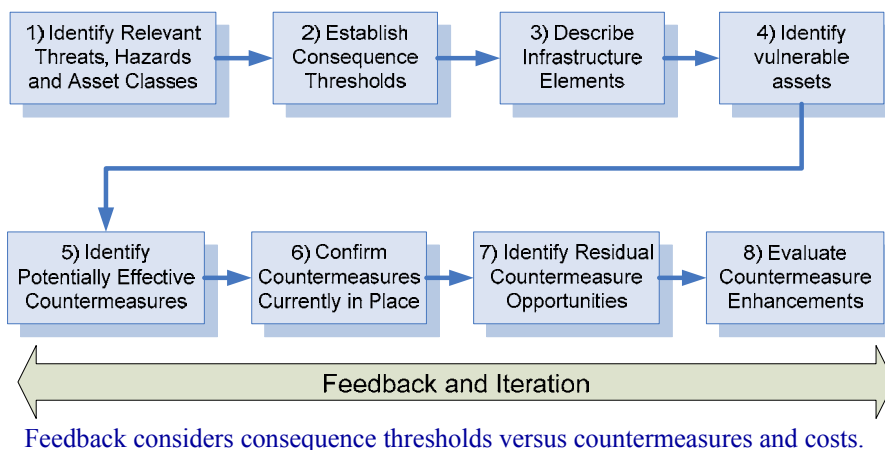 1) Identify Relevant
Threats, Hazards
and Asset Classes
2) Establish
Consequence
Thresholds
3) Describe
Infrastructure
Elements
4) Identify
vulnerable
assets
5) Identify
Potentially Effective
Countermeasures
6) Confirm
Countermeasures
Currently in Place
7) Identify Residual
Countermeasure
Opportunities
8) Evaluate
Countermeasure
Enhancements
Feedback and Iteration
Feedback considers consequence thresholds versus countermeasures and costs.